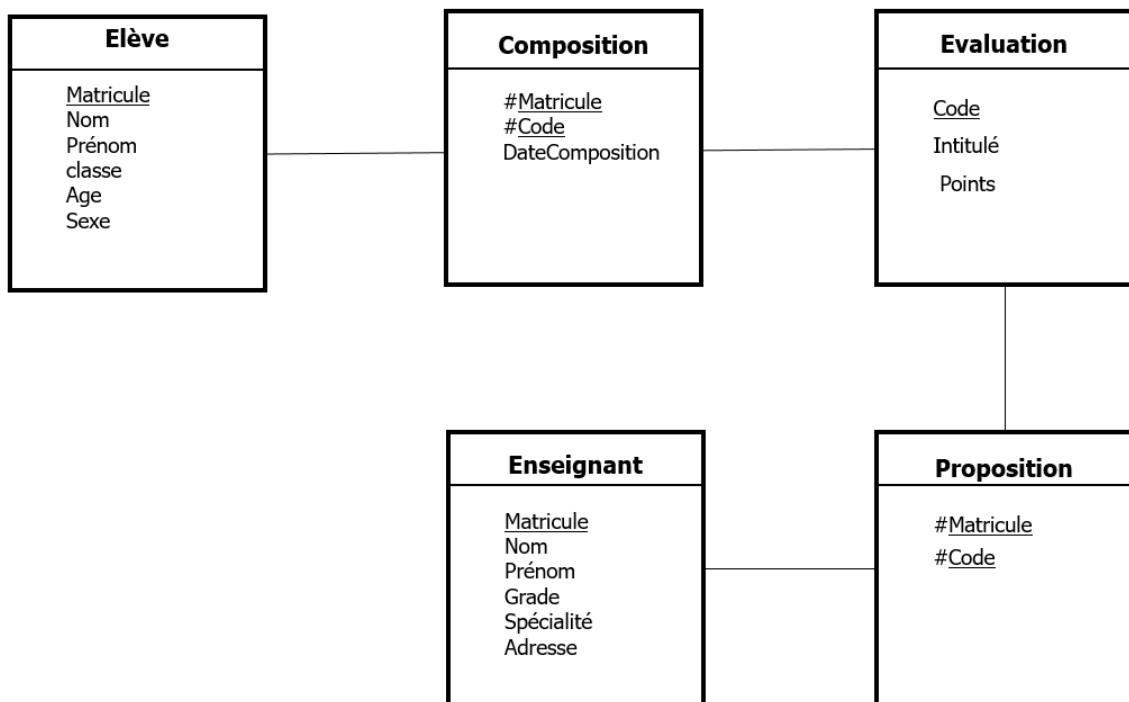 Elève
Matricule
Nom
Prénom
classe
Age
Sexe
Composition
#Matricule
#Code
DateComposition
Evaluation
Code
Intitulé
Points
Enseignant
Matricule
Nom
Prénom
Grade
Spécialité
Adresse
Proposition
#Matricule
#Code